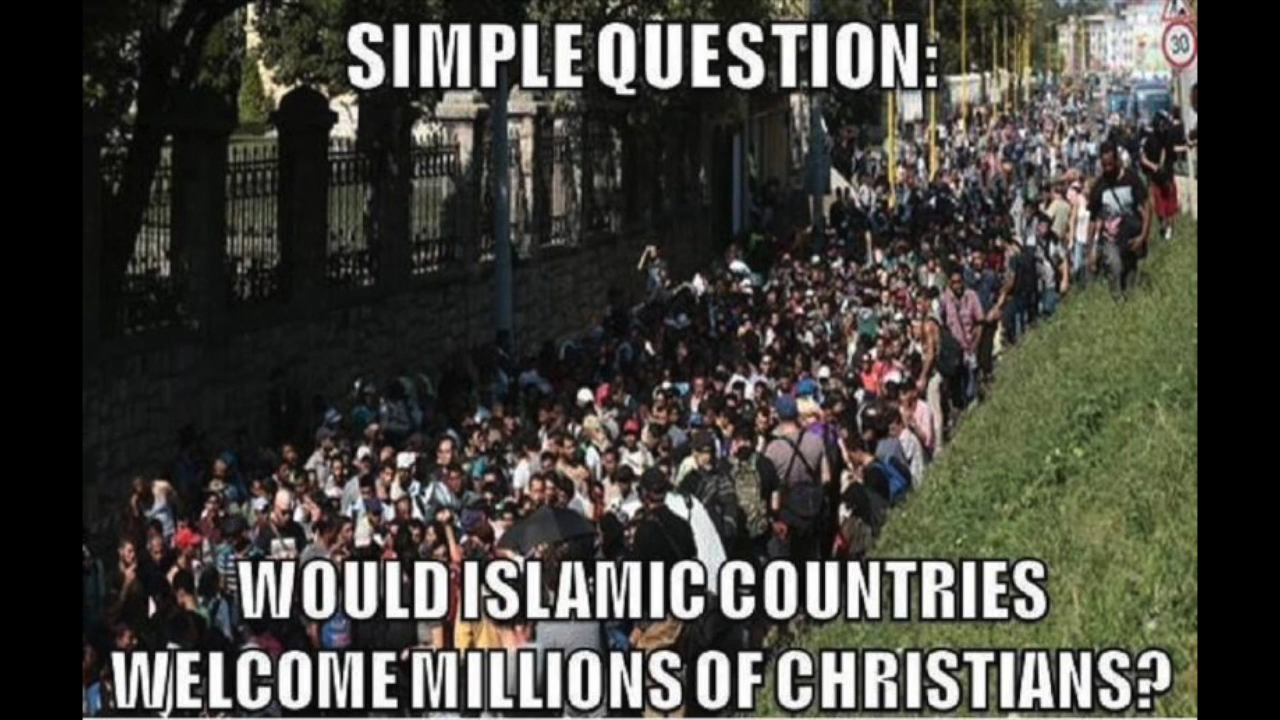 SIMPLE QUESTION:
30
WOULD ISLAMIC COUNTRIES
WELCOME MILLIONS OF CHRISTIANS?